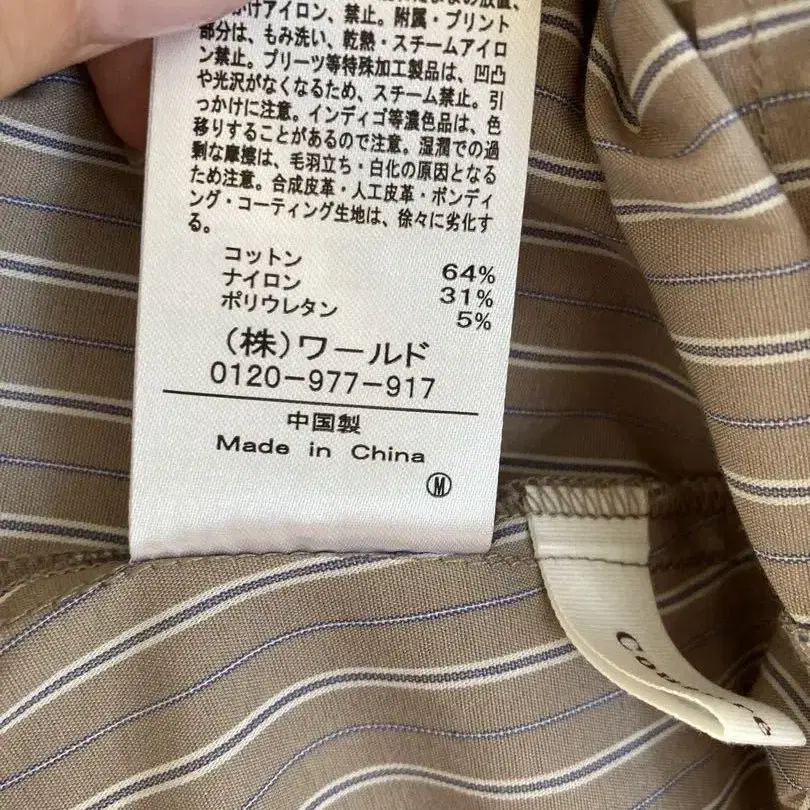 かけアイロン、禁止。附属・プリント
部分は、もみ洗い、乾熱・スチームアイロ
ン禁止。プリーツ等特殊加工製品は、凹凸
や光沢がなくなるため、スチーム禁止。引
っかけに注意。インディゴ等濃色品は、色
移りすることがあるので注意。湿潤での過
剰な摩擦は、毛羽立ち・白化の原因となる
ため注意。合成皮革・人工皮革・ボンディ
ング・コーティング生地は、徐々に劣化す
る。
コットン 64%
ナイロン 31%
ポリウレタン 5%
(株)ワールド
0120-977-917
中国製
Made in China
M